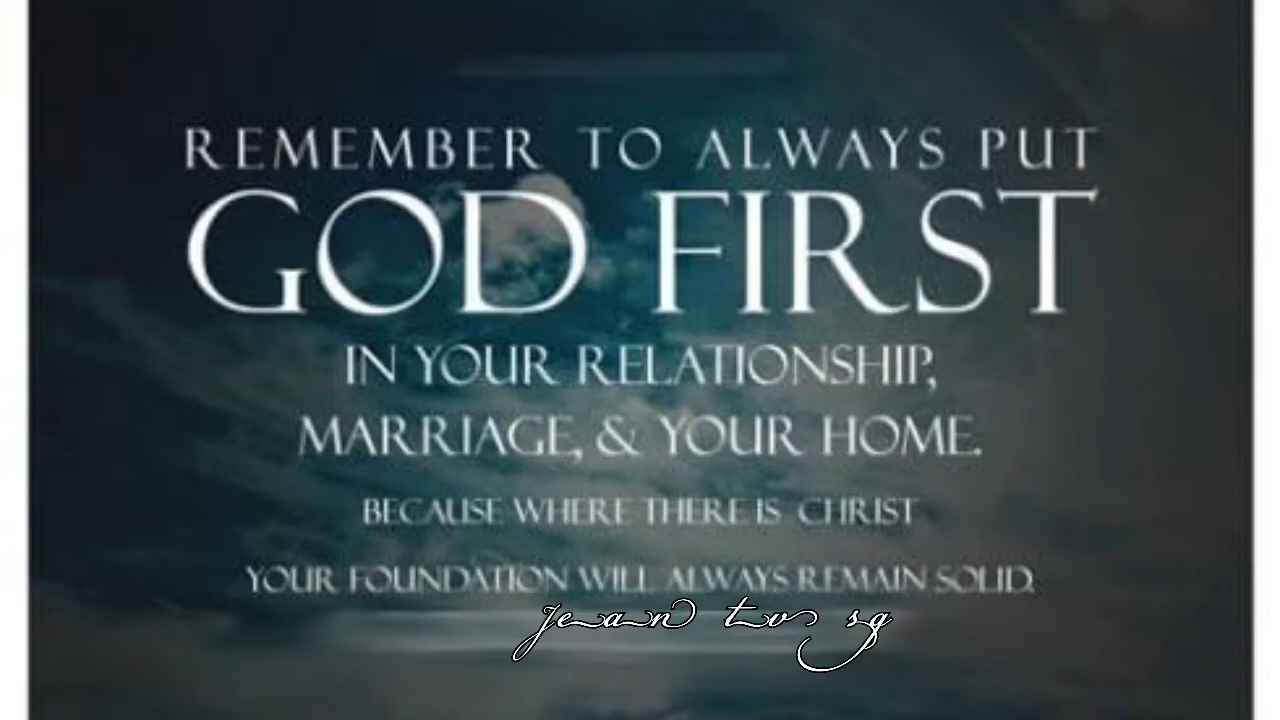 REMEMBER TO ALWAYS PUT
GOD FIRST
IN YOUR RELATIONSHIP,
MARRIAGE, & YOUR HOME.
BECAUSE WHERE THERE IS CHRIST
YOUR FOUNDATION WILL ALWAYS REMAIN SOLID.
jean tv sg